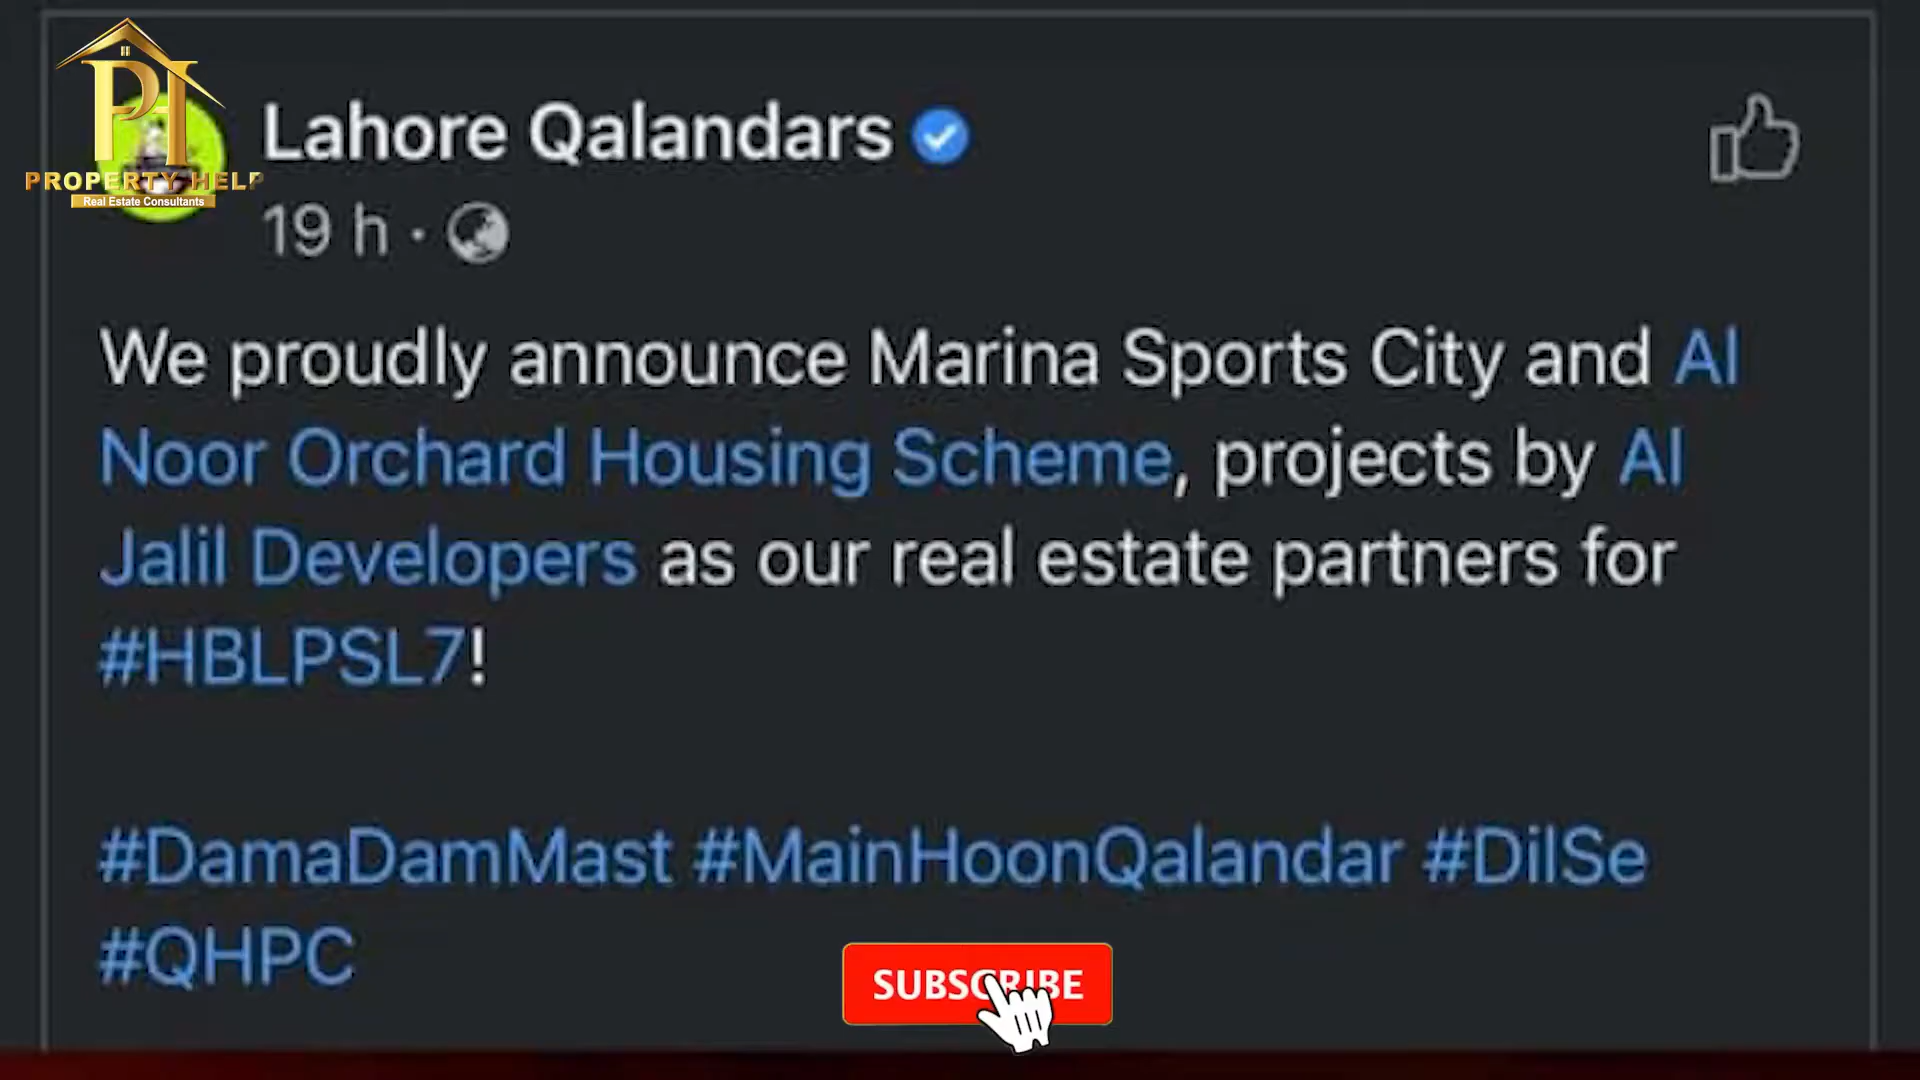 PH
PROPERTY HELP
Real Estate Consultants
Lahore Qalandars
19 h ·
We proudly announce Marina Sports City and Al
Noor Orchard Housing Scheme, projects by Al
Jalil Developers as our real estate partners for
#HBLPSL7!
#DamaDamMast #MainHoonQalandar #DilSe
#QHPC
SUBSCRIBE